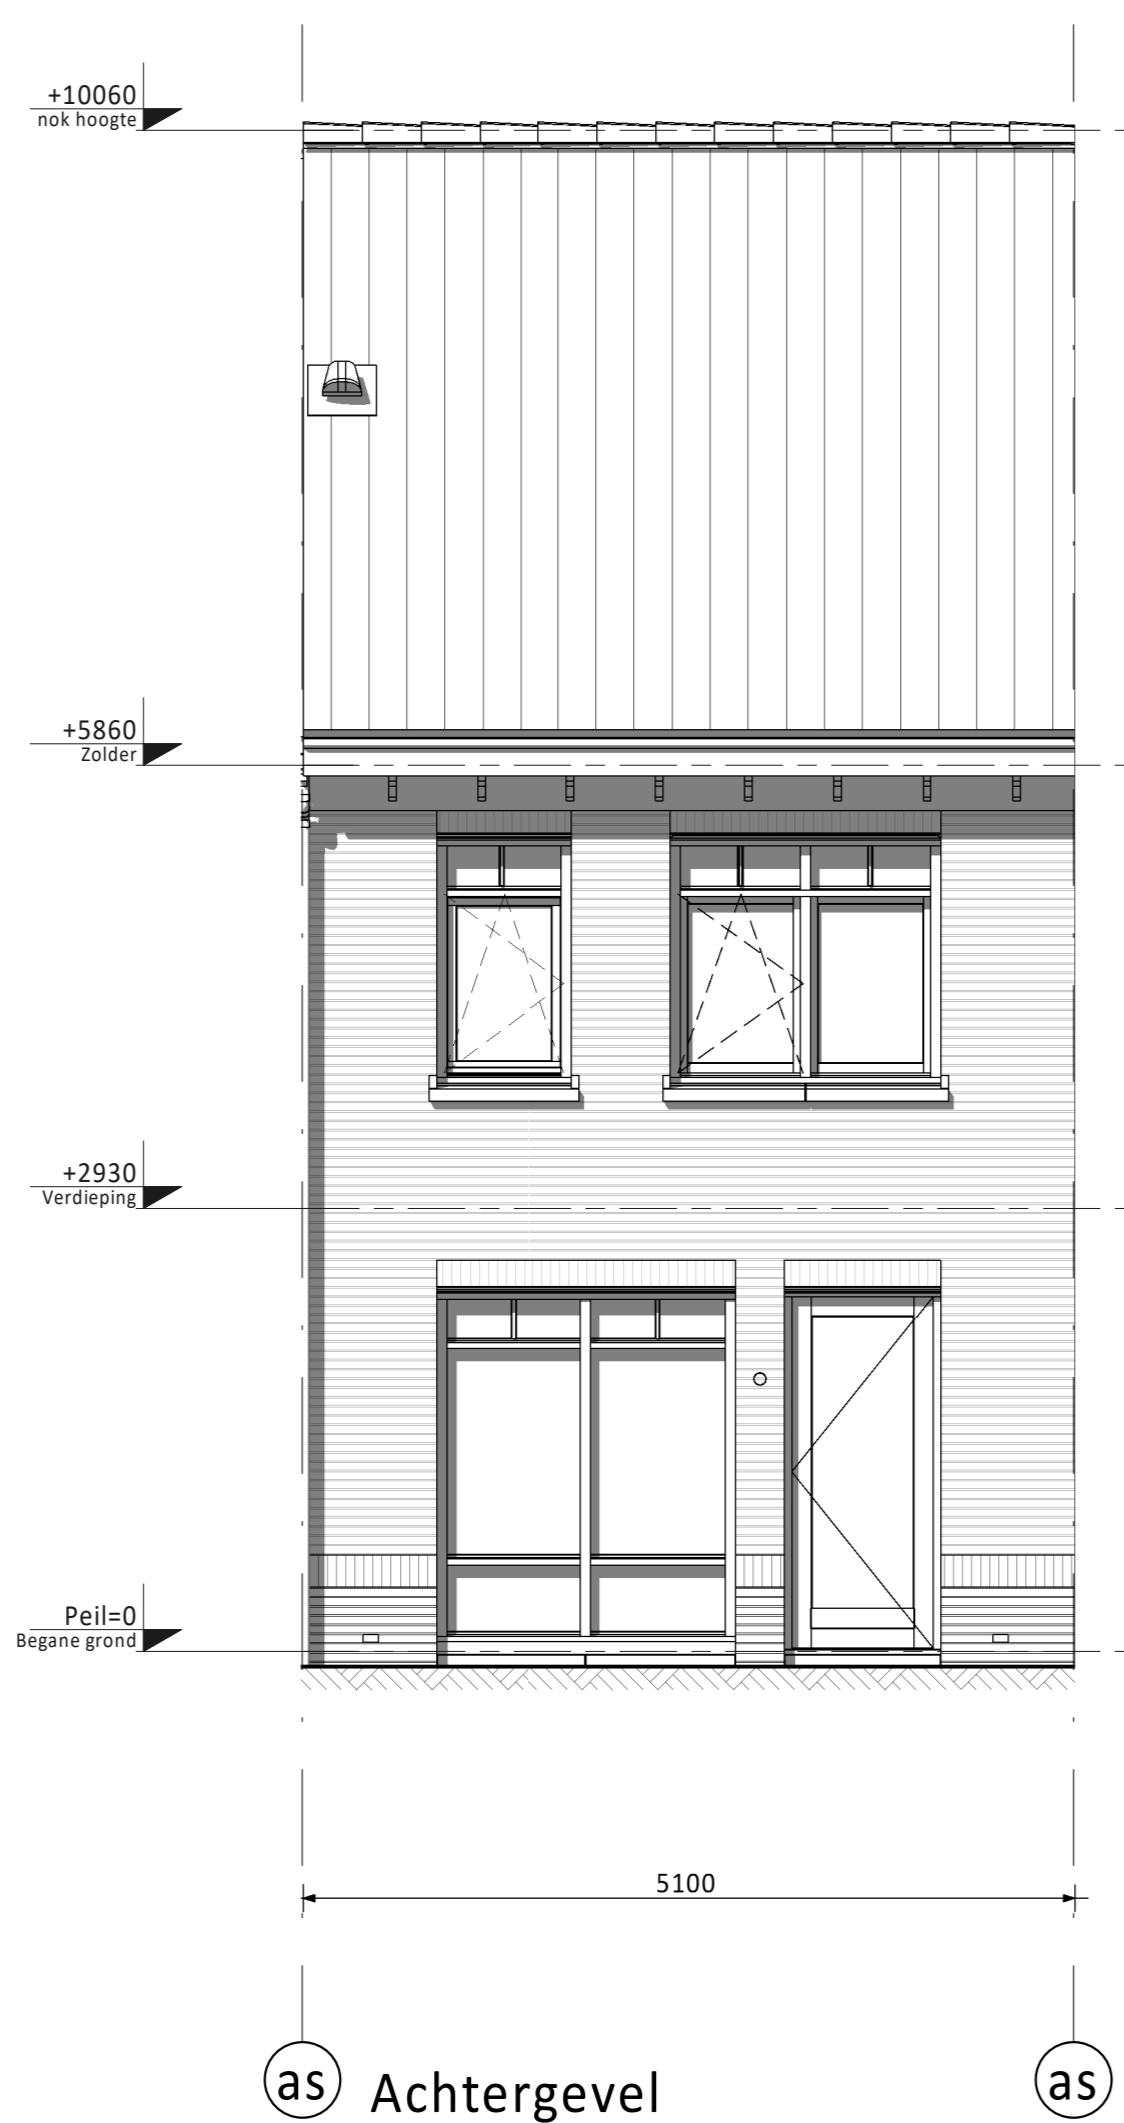 +10060
nok hoogte
+5860
Zolder
+2930
Verdieping
Peil=0
Begane grond
5100
as Achtergevel as